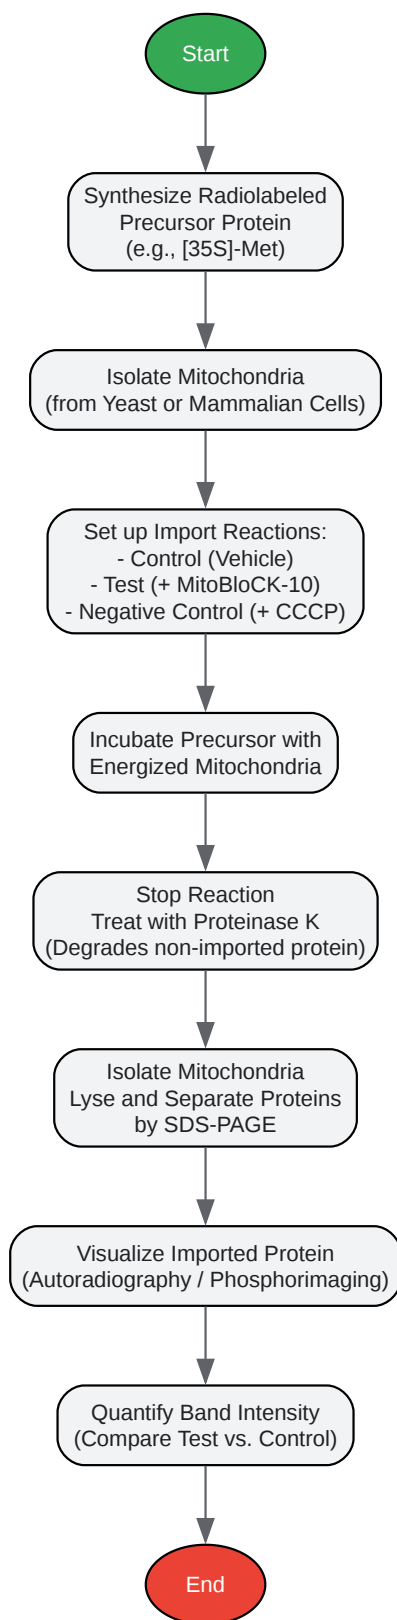 Start
Synthesize Radiolabeled
Precursor Protein
(e.g., [35S]-Met)
Isolate Mitochondria
(from Yeast or Mammalian Cells)
Set up Import Reactions:
- Control (Vehicle)
- Test (+ MitoBloCK-10)
- Negative Control (+ CCCP)
Incubate Precursor with
Energized Mitochondria
Stop Reaction
Treat with Proteinase K
(Degrades non-imported protein)
Isolate Mitochondria
Lyse and Separate Proteins
by SDS-PAGE
Visualize Imported Protein
(Autoradiography / Phosphorimaging)
Quantify Band Intensity
(Compare Test vs. Control)
End